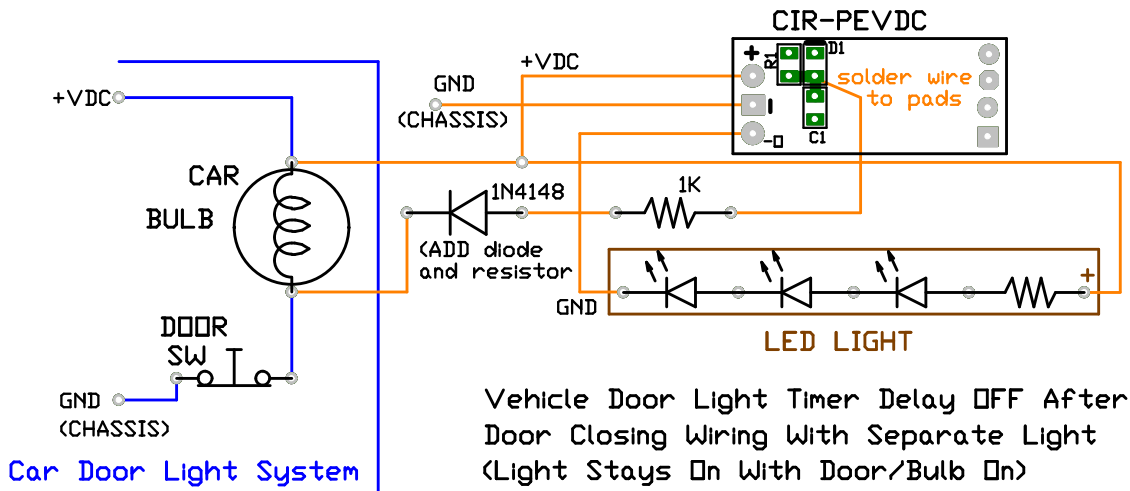 CIR-PEVDC
+VDC
GND
(CHASSIS)
+
R1
D1
solder wire
to pads
-
-O
C1
+VDC
CAR
BULB
1N4148
1K
(ADD diode
and resistor
GND
+
LED LIGHT
DOOR
SW
GND
(CHASSIS)
Car Door Light System
Vehicle Door Light Timer Delay OFF After
Door Closing Wiring With Separate Light
(Light Stays On With Door/Bulb On)